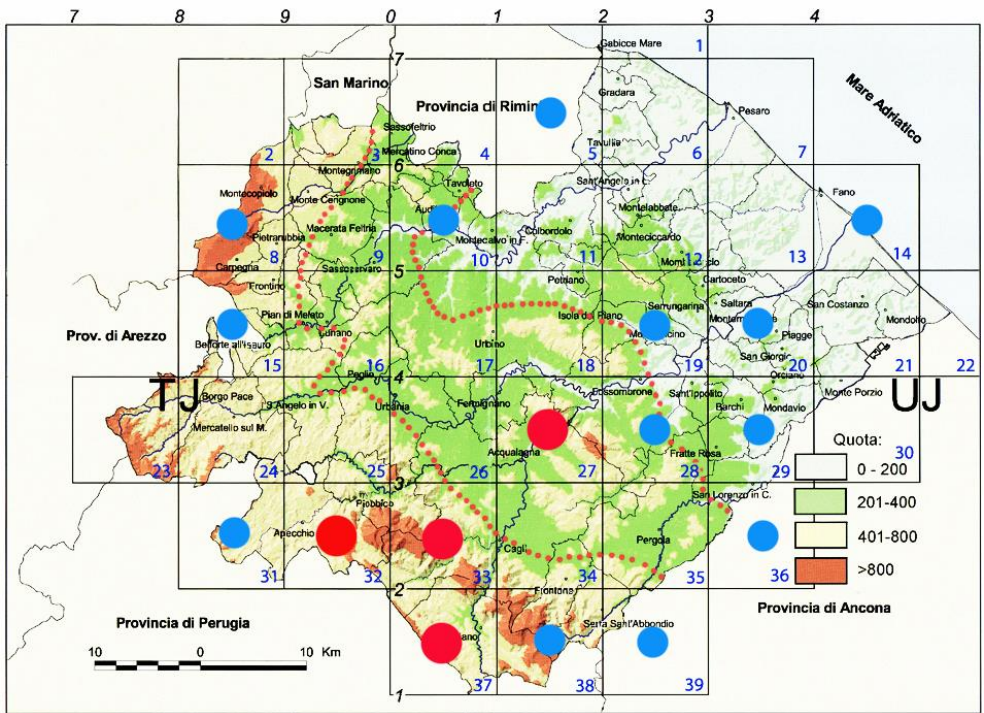 7 8 9 0 1 2 3 4
Gabicce Mare
1
7
San Marino
Gradara
Mare Adriatico
Provincia di Rimin
Pesaro
Sassofeltrio
Tavullia
Mercatino Conca
2 3 4 5 6 7
6
Montegrimano
Sant'Angelo in L.
Tavoleto
Montecopiolo
Fano
Monte Cerignone
Montelabbate
Aud
Macerata Feltria
Colbordolo
Monteciccardo
Pietrarubbia
Montecalvo in F.
8 9 10 11 12 13 14
Carpegna
Sassocorvaro
5
Petriano
Cartoceto
Frontino
Saltara
San Costanzo
Serrungarina
Pian di Meleto
Isola del Piano
Mondolfo
Prov. di Arezzo
Piagge
Belforte all'Isauro
Urbino
San Giorgio
15 16 17 18 19 20 21 22
Peglio
4
Orciano
TJ
UJ
Borgo Pace
S. Angelo in V.
Urbania
Fermignano
Fossombrone
Sant'Ippolito
Monte Porzio
Barchi
Mondavio
Mercatello sul M.
Quota:
Acqualagna
Fratte Rosa
23 24 25 26 27 28 29 30
0 - 200
3
San Lorenzo in C.
Piobbico
201-400
Apecchio
401-800
Cagli
Pergola
31 32 33 34 35 36
>800
2
Frontone
Provincia di Ancona
Provincia di Perugia
Serra Sant'Abbondio
ano
10 0 10 Km
37 38 39
1